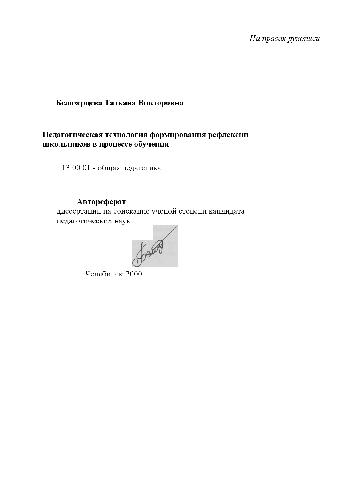 На правах рукописи
Татьяна Викторовна
Педагогическая технология формирования рефлексии
школьников в процессе обучения
13.00.01 - общая педагогика
Автореферат
диссертации на соискание ученой степени кандидата
педагогических наук
Челябинск 2000